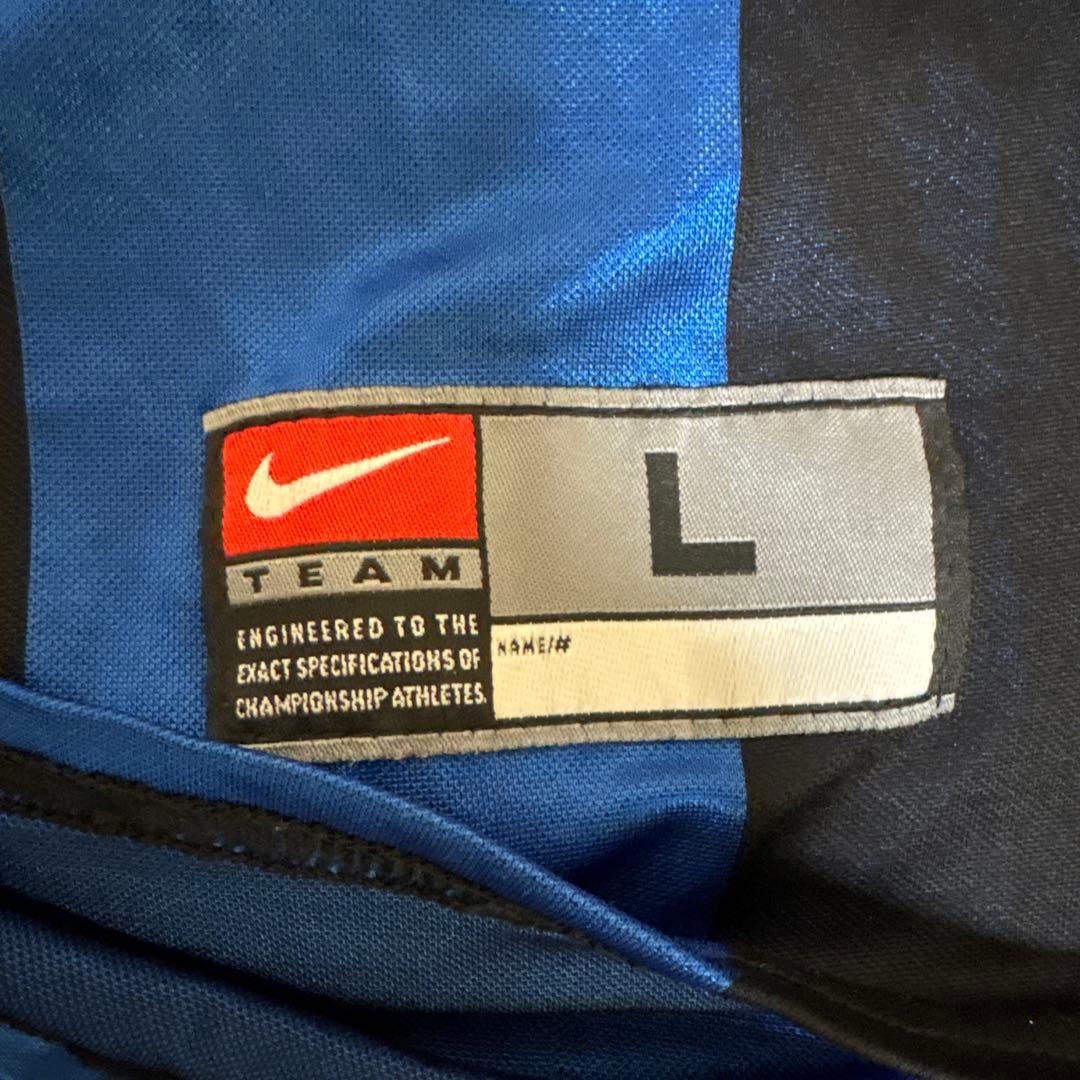 TEAM
ENGINEERED TO THE
EXACT SPECIFICATIONS OF
CHAMPIONSHIP ATHLETES.
L
NAME/#